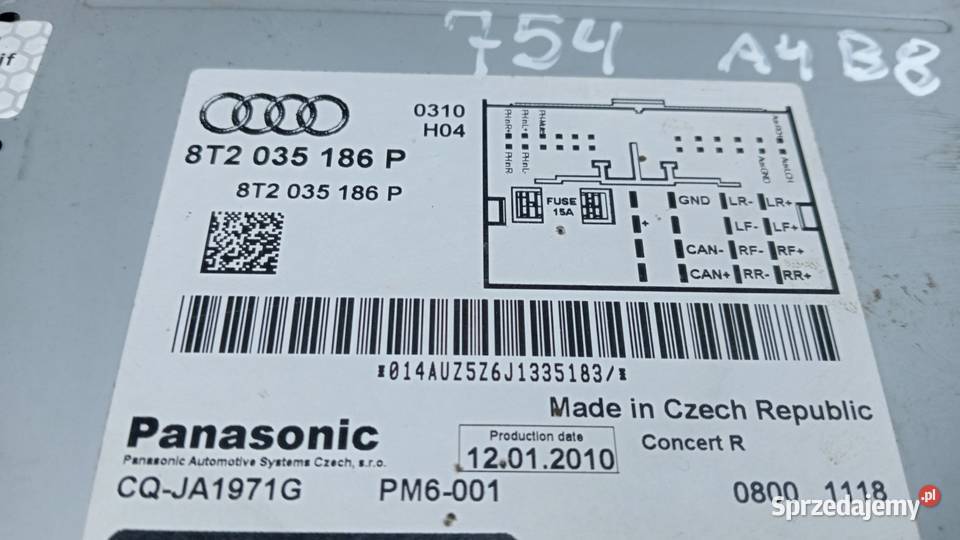 754 A4 B8
jf
0310
H04
8T2 035 186 P
8T2 035 186 P
FUSE
15A
+
GND LR- LR+
LF- LF+
CAN- RF- RF+
CAN+ RR- RR+
*014AUZ5Z6J1335183/*
Made in Czech Republic
Panasonic
Panasonic Automotive Systems Czech, s.r.o.
Production date
12.01.2010
Concert R
CQ-JA1971G PM6-001 0800 1118
Sprzedajemy.pl